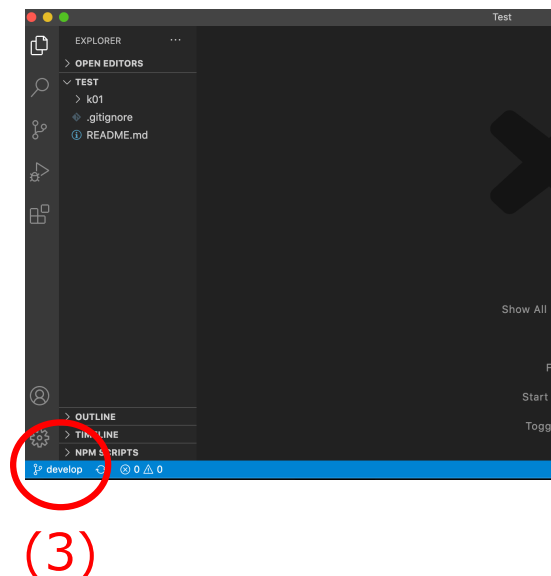 Test
EXPLORER ...
> OPEN EDITORS
TEST
> k01
.gitignore
README.md
Show All
F
Start
Togg
> OUTLINE
> TIMELINE
> NPM SCRIPTS
develop 0 0
(3)